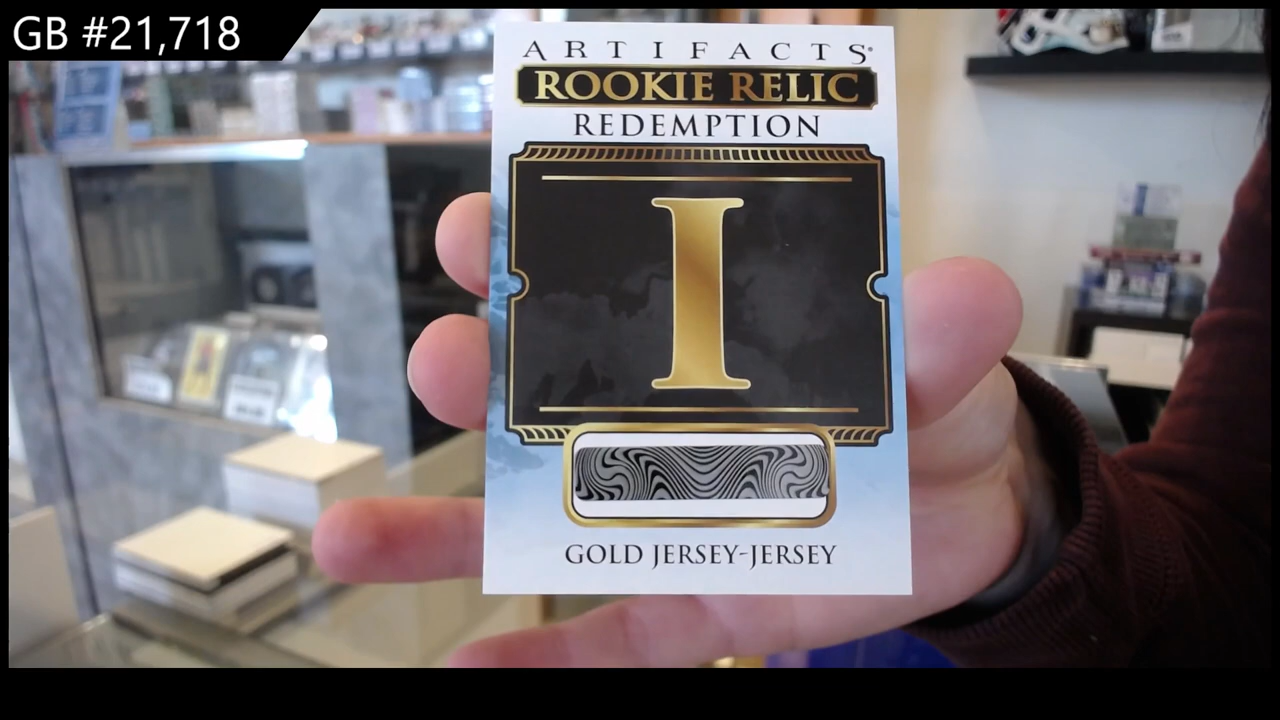 GB #21,718
ARTIFACTS
ROOKIE RELIC
REDEMPTION
I
GOLD JERSEY-JERSEY